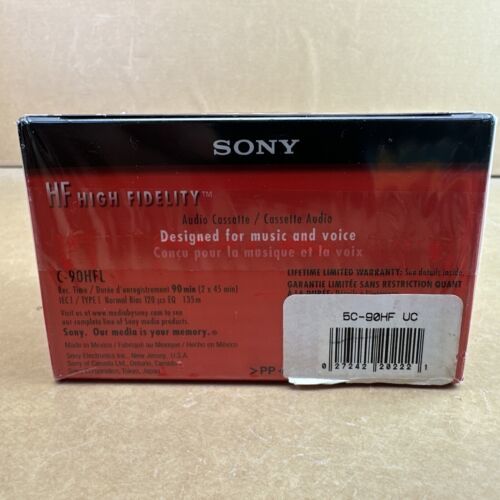 SONY
HF HIGH FIDELITY™
Audio Cassette / Cassette Audio
Designed for music and voice
Conçu pour la musique et la voix
C-90HFL
Rec. Time / Durée d'enregistrement 90 min (2 x 45 min)
IEC I / TYPE I Normal Bias 120 µs EQ 135 m
Visit us at www.mediabysony.com to see
our complete line of Sony media products.
Sony. Our media is your memory.™
Made in Mexico / Fabriqué au Mexique / Hecho en México
Sony Electronics Inc., New Jersey, U.S.A.
Sony of Canada Ltd., Ontario, Canada
Sony Corporation, Tokyo, Japan
LIFETIME LIMITED WARRANTY: See details inside.
GARANTIE LIMITÉE SANS RESTRICTION QUANT
À LA DURÉE:
>PP
5C-90HF UC
0 27242 20222 1